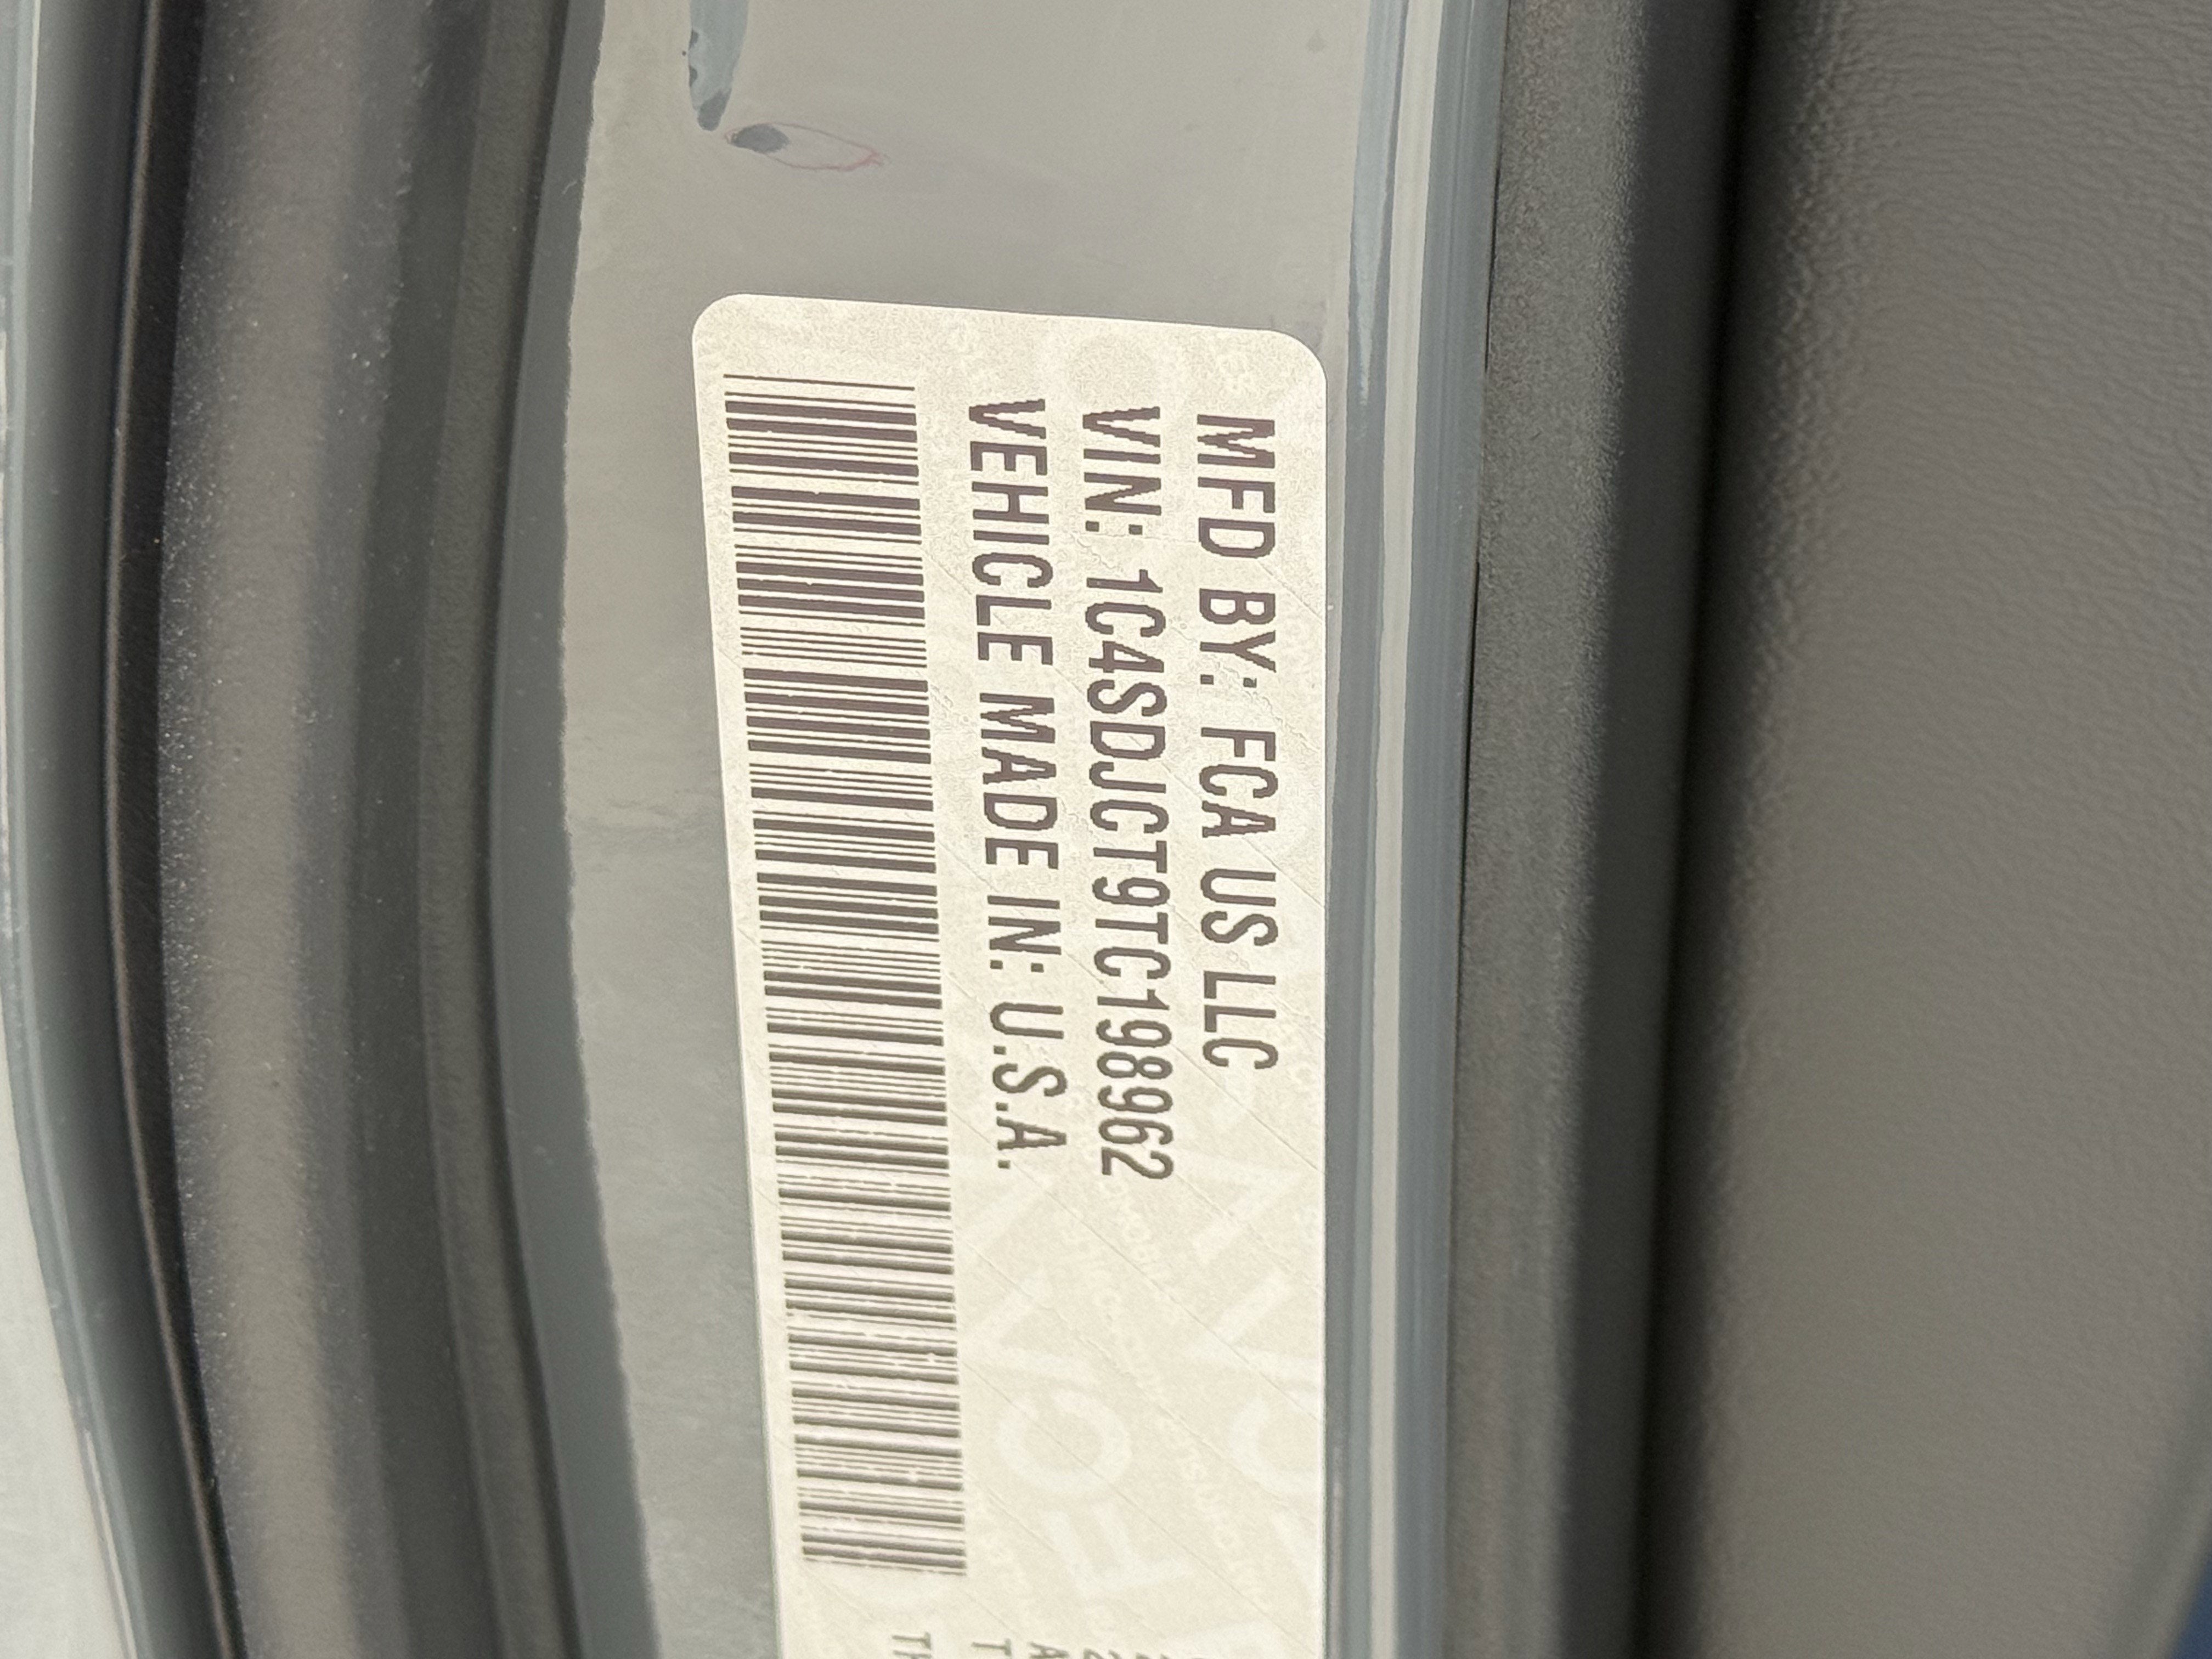 MFD BY: FCA US LLC
VIN: 1C4SDJCT9TC198962
VEHICLE MADE IN: U.S.A.